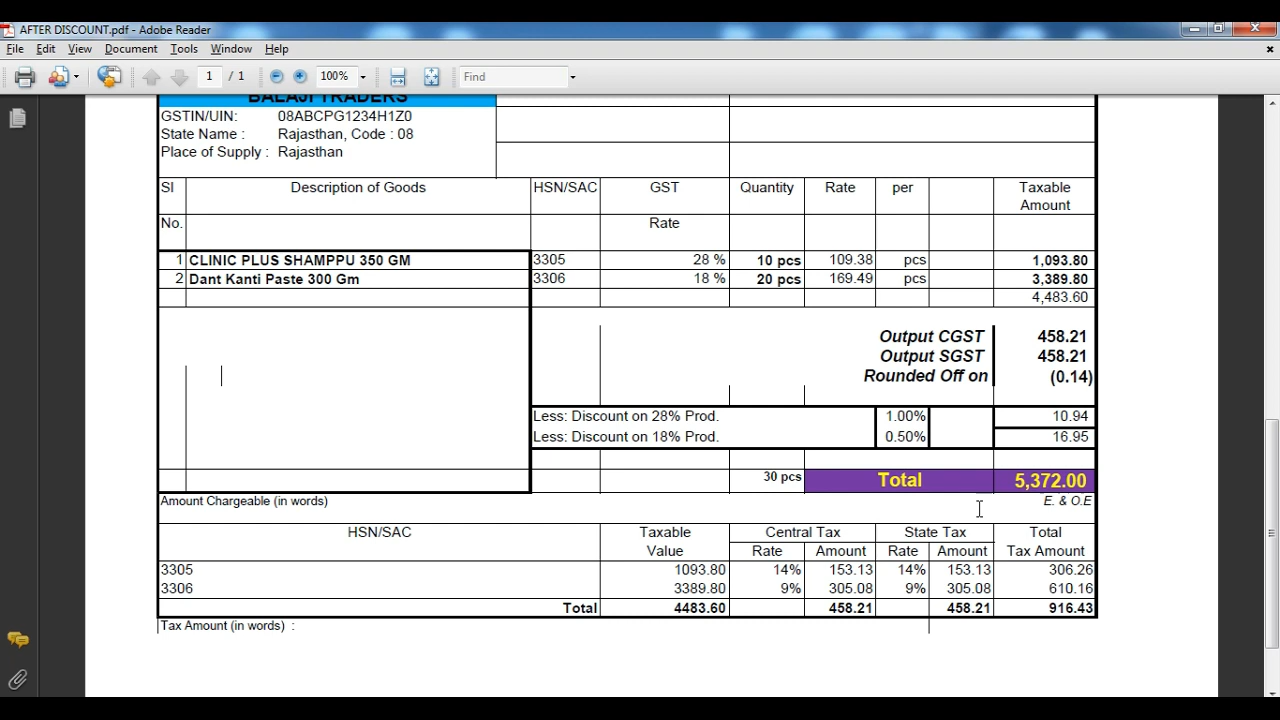 AFTER DISCOUNT.pdf - Adobe Reader
File Edit View Document Tools Window Help
1 / 1 100% Find
BALAJI TRADERS
GSTIN/UIN: 08ABCPG1234H1Z0
State Name : Rajasthan, Code : 08
Place of Supply : Rajasthan
Sl Description of Goods HSN/SAC GST Quantity Rate per Taxable
Amount
No. Rate
1 CLINIC PLUS SHAMPPU 350 GM 3305 28 % 10 pcs 109.38 pcs 1,093.80
2 Dant Kanti Paste 300 Gm 3306 18 % 20 pcs 169.49 pcs 3,389.80
4,483.60
Output CGST 458.21
Output SGST 458.21
Rounded Off on (0.14)
Less: Discount on 28% Prod. 1.00% 10.94
Less: Discount on 18% Prod. 0.50% 16.95
30 pcs Total 5,372.00
Amount Chargeable (in words) E. & O.E
HSN/SAC Taxable Central Tax State Tax Total
Value Rate Amount Rate Amount Tax Amount
3305 1093.80 14% 153.13 14% 153.13 306.26
3306 3389.80 9% 305.08 9% 305.08 610.16
Total 4483.60 458.21 458.21 916.43
Tax Amount (in words) :